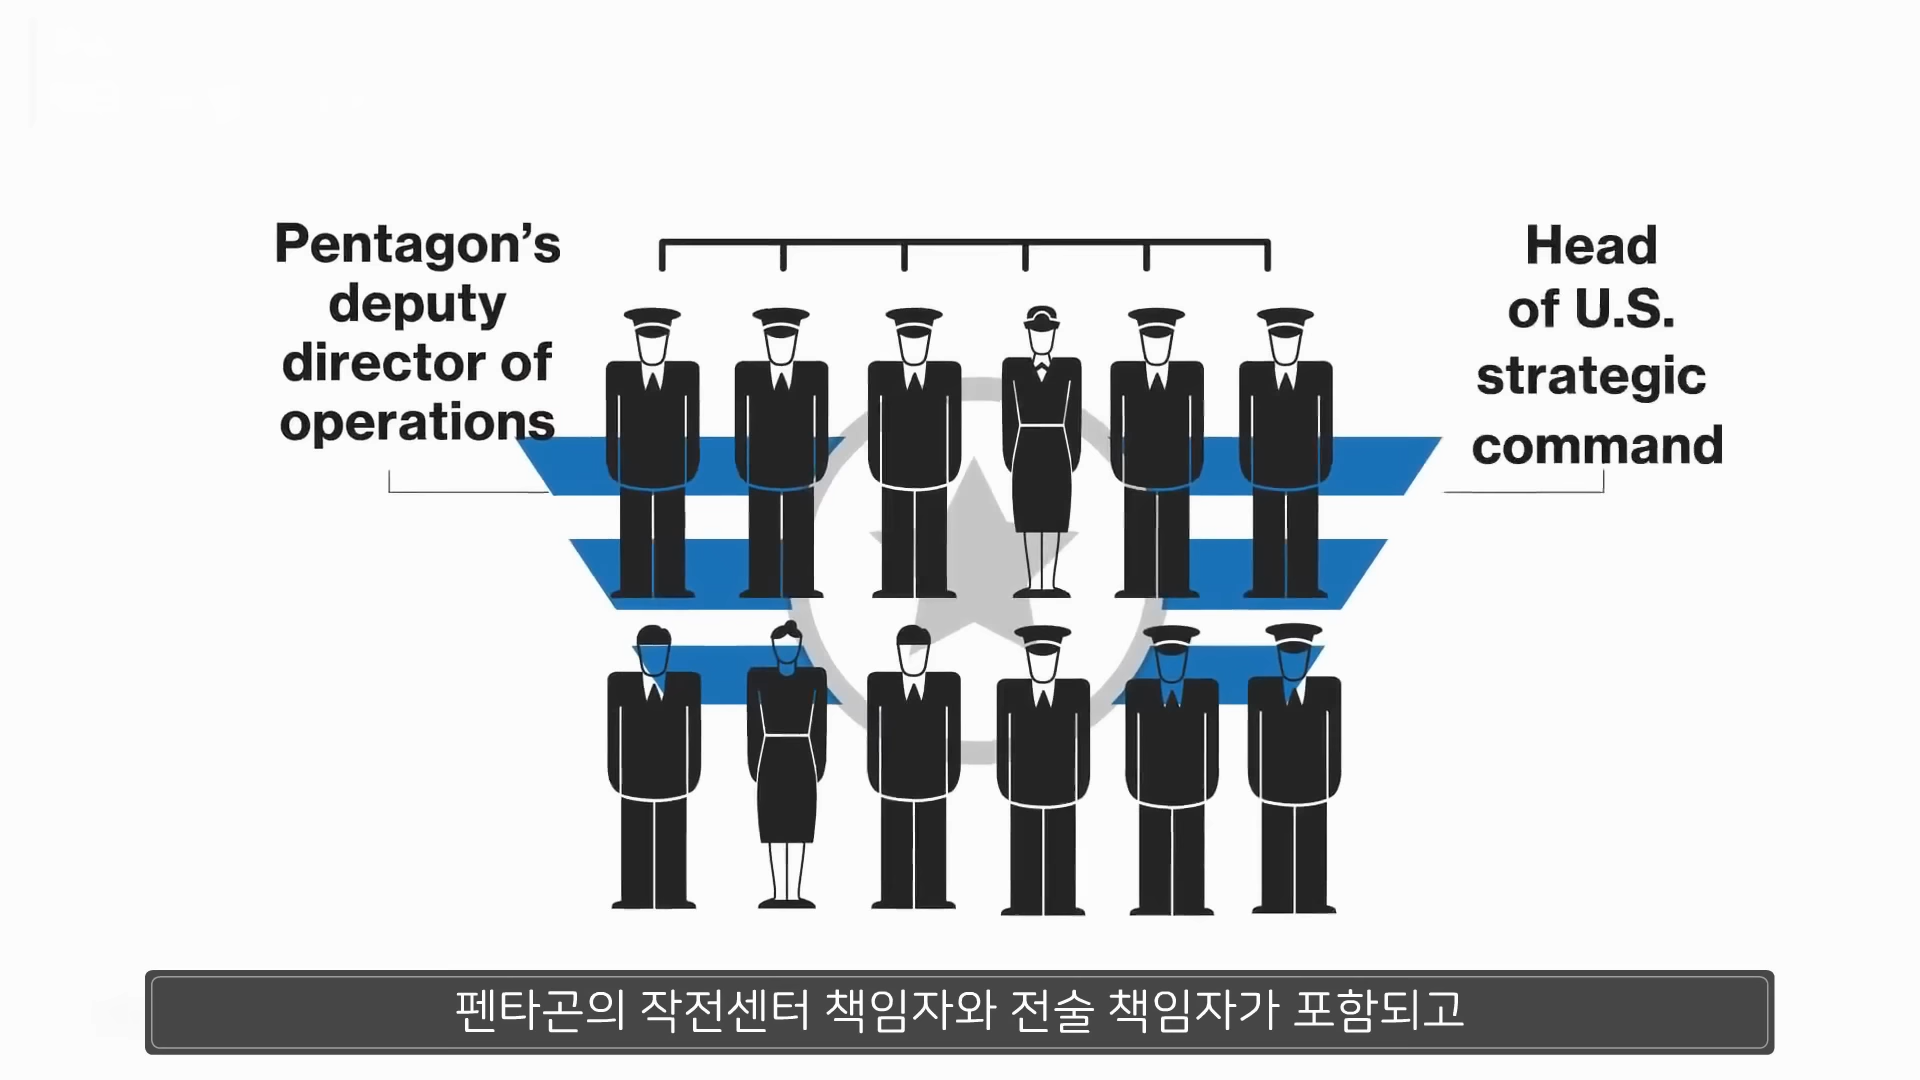 Pentagon’s
deputy
director of
operations
Head
of U.S.
strategic
command
펜타곤의 작전센터 책임자와 전술 책임자가 포함되고